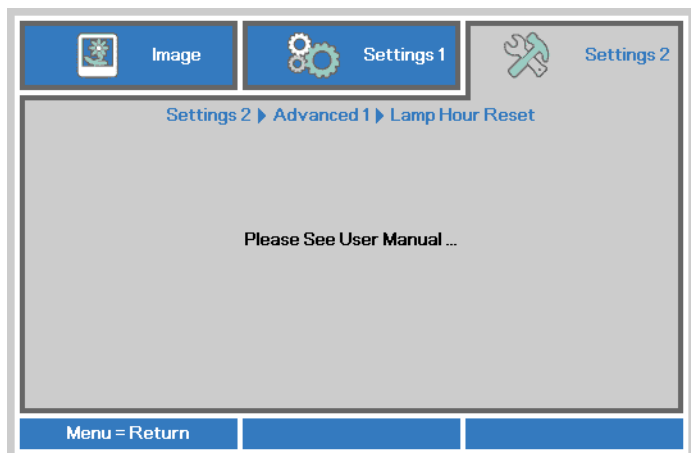 Image
Settings 1
Settings 2
Settings 2 ▶ Advanced 1 ▶ Lamp Hour Reset
Please See User Manual ...
Menu = Return